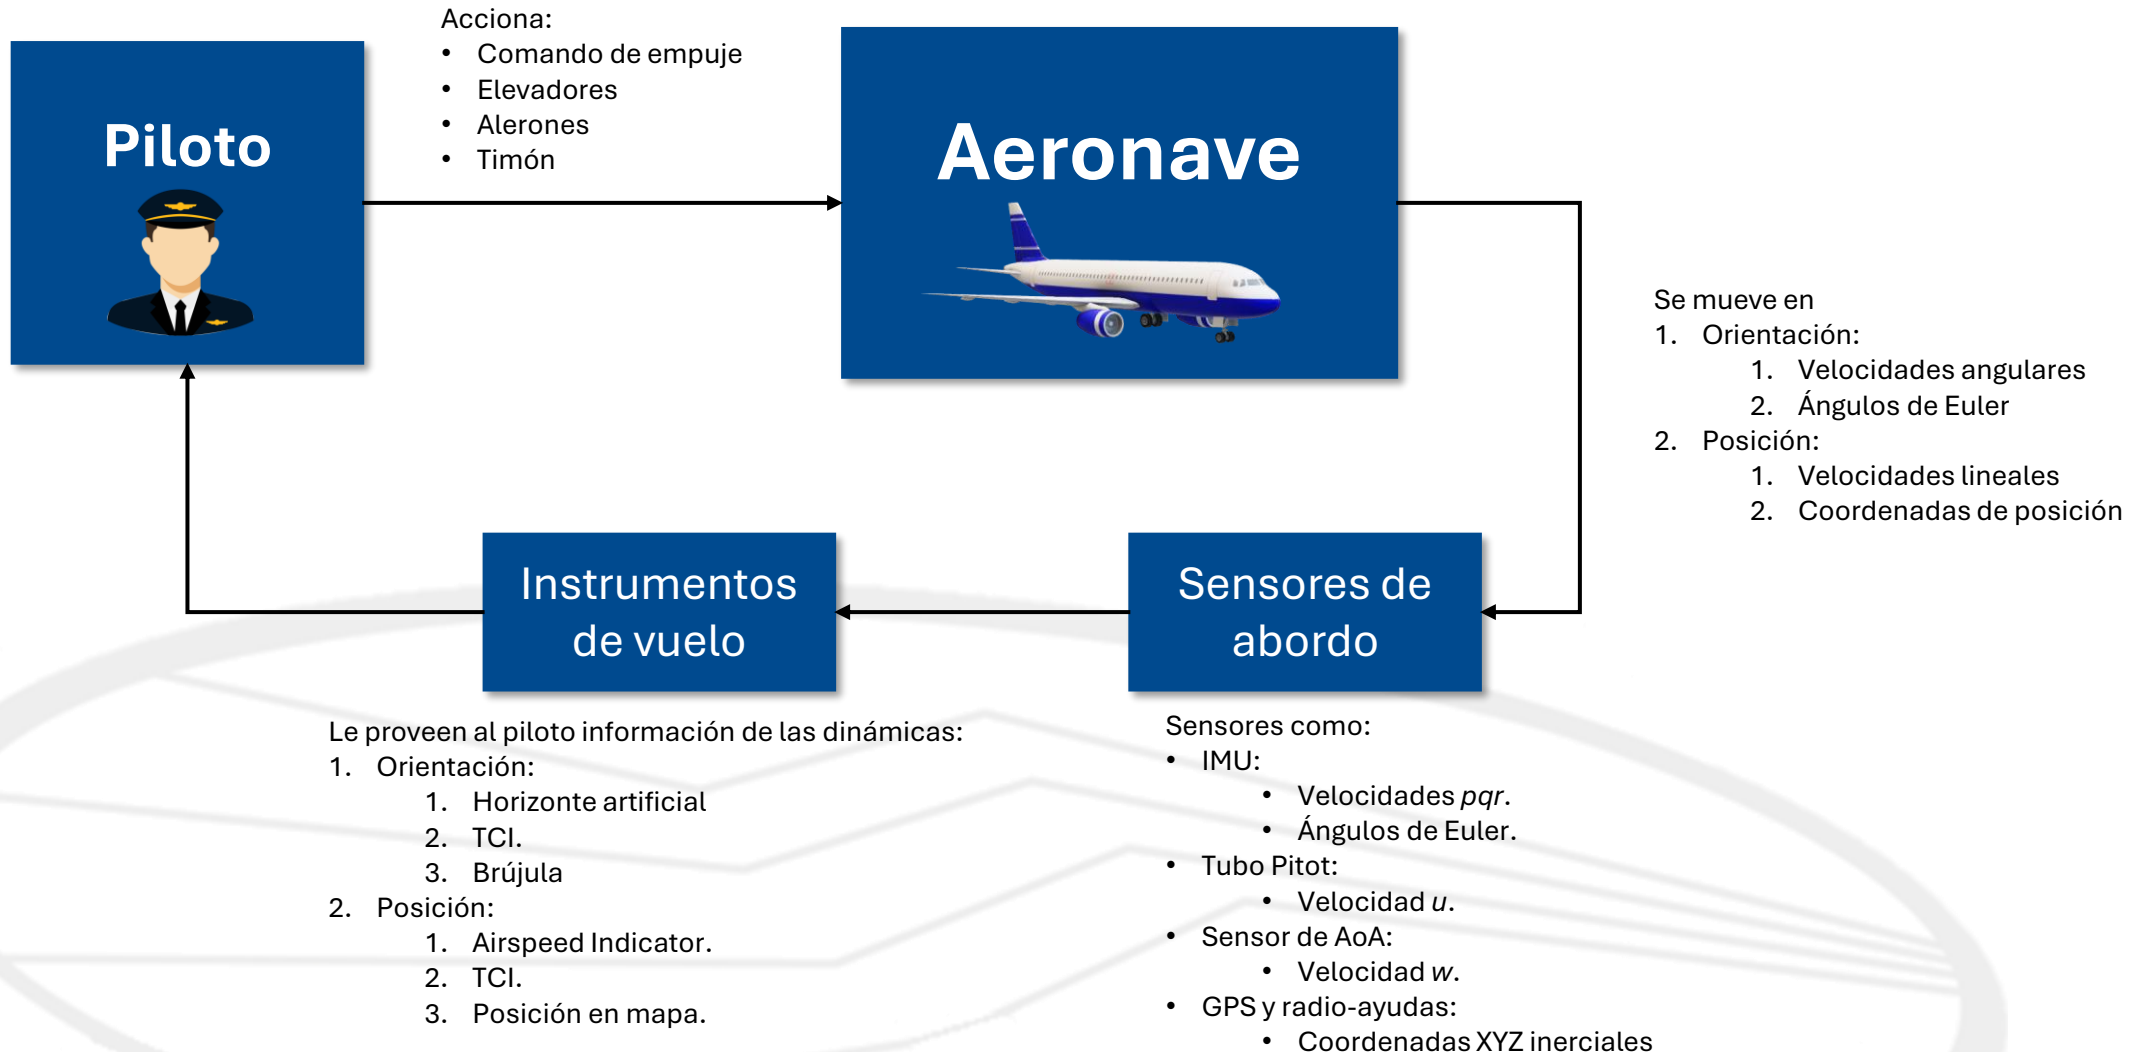 Piloto
Acciona:
• Comando de empuje
• Elevadores
• Alerones
• Timón
Aeronave
Se mueve en
1. Orientación:
1. Velocidades angulares
2. Ángulos de Euler
2. Posición:
1. Velocidades lineales
2. Coordenadas de posición
Sensores de
abordo
Sensores como:
• IMU:
• Velocidades pqr.
• Ángulos de Euler.
• Tubo Pitot:
• Velocidad u.
• Sensor de AoA:
• Velocidad w.
• GPS y radio-ayudas:
• Coordenadas XYZ inerciales
Instrumentos
de vuelo
Le proveen al piloto información de las dinámicas:
1. Orientación:
1. Horizonte artificial
2. TCI.
3. Brújula
2. Posición:
1. Airspeed Indicator.
2. TCI.
3. Posición en mapa.